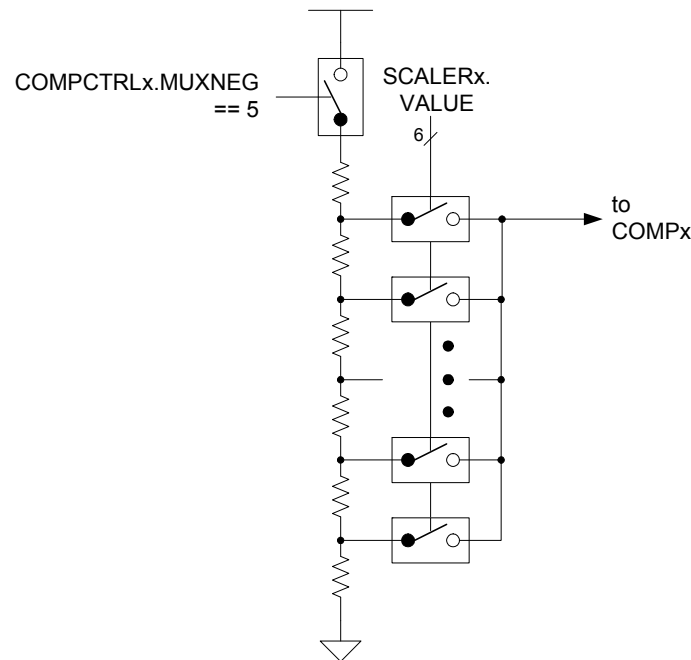 COMPCTRLx.MUXNEG
== 5
SCALERx.
VALUE
6
to
COMPx